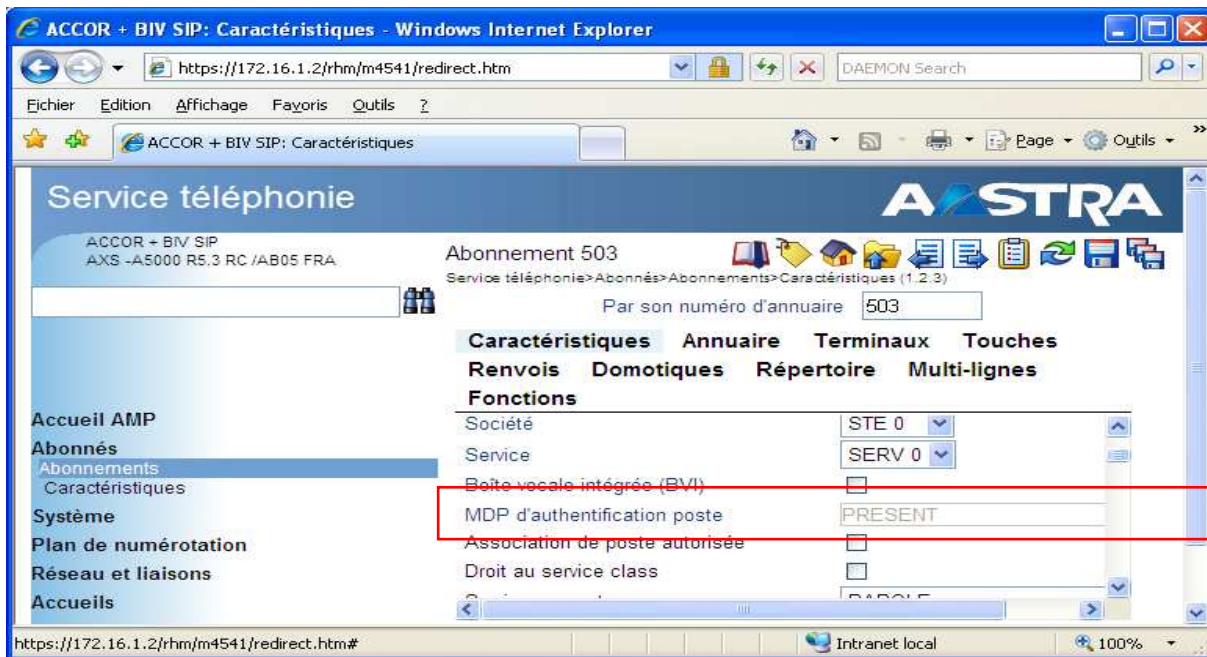 ACCOR + BIV SIP: Caractéristiques - Windows Internet Explorer
https://172.16.1.2/rhm/m4541/redirect.htm
DAEMON Search
Fichier Edition Affichage Favoris Outils ?
ACCOR + BIV SIP: Caractéristiques
Page Outils
Service téléphonie
AASTRA
ACCOR + BIV SIP
AXS -A5000 R5.3 RC /AB05 FRA
Abonnement 503
Service téléphonie>Abonnés>Abonnements>Caractéristiques (1.2.3)
Par son numéro d'annuaire 503
Caractéristiques Annuaire Terminaux Touches
Renvois Domotiques Répertoire Multi-lignes
Fonctions
Accueil AMP
Abonnés
Abonnements
Caractéristiques
Système
Plan de numérotation
Réseau et liaisons
Accueils
Société STE 0
Service SERV 0
Boîte vocale intégrée (BVI)
MDP d'authentification poste PRESENT
Association de poste autorisée
Droit au service class
https://172.16.1.2/rhm/m4541/redirect.htm#
Intranet local
100%